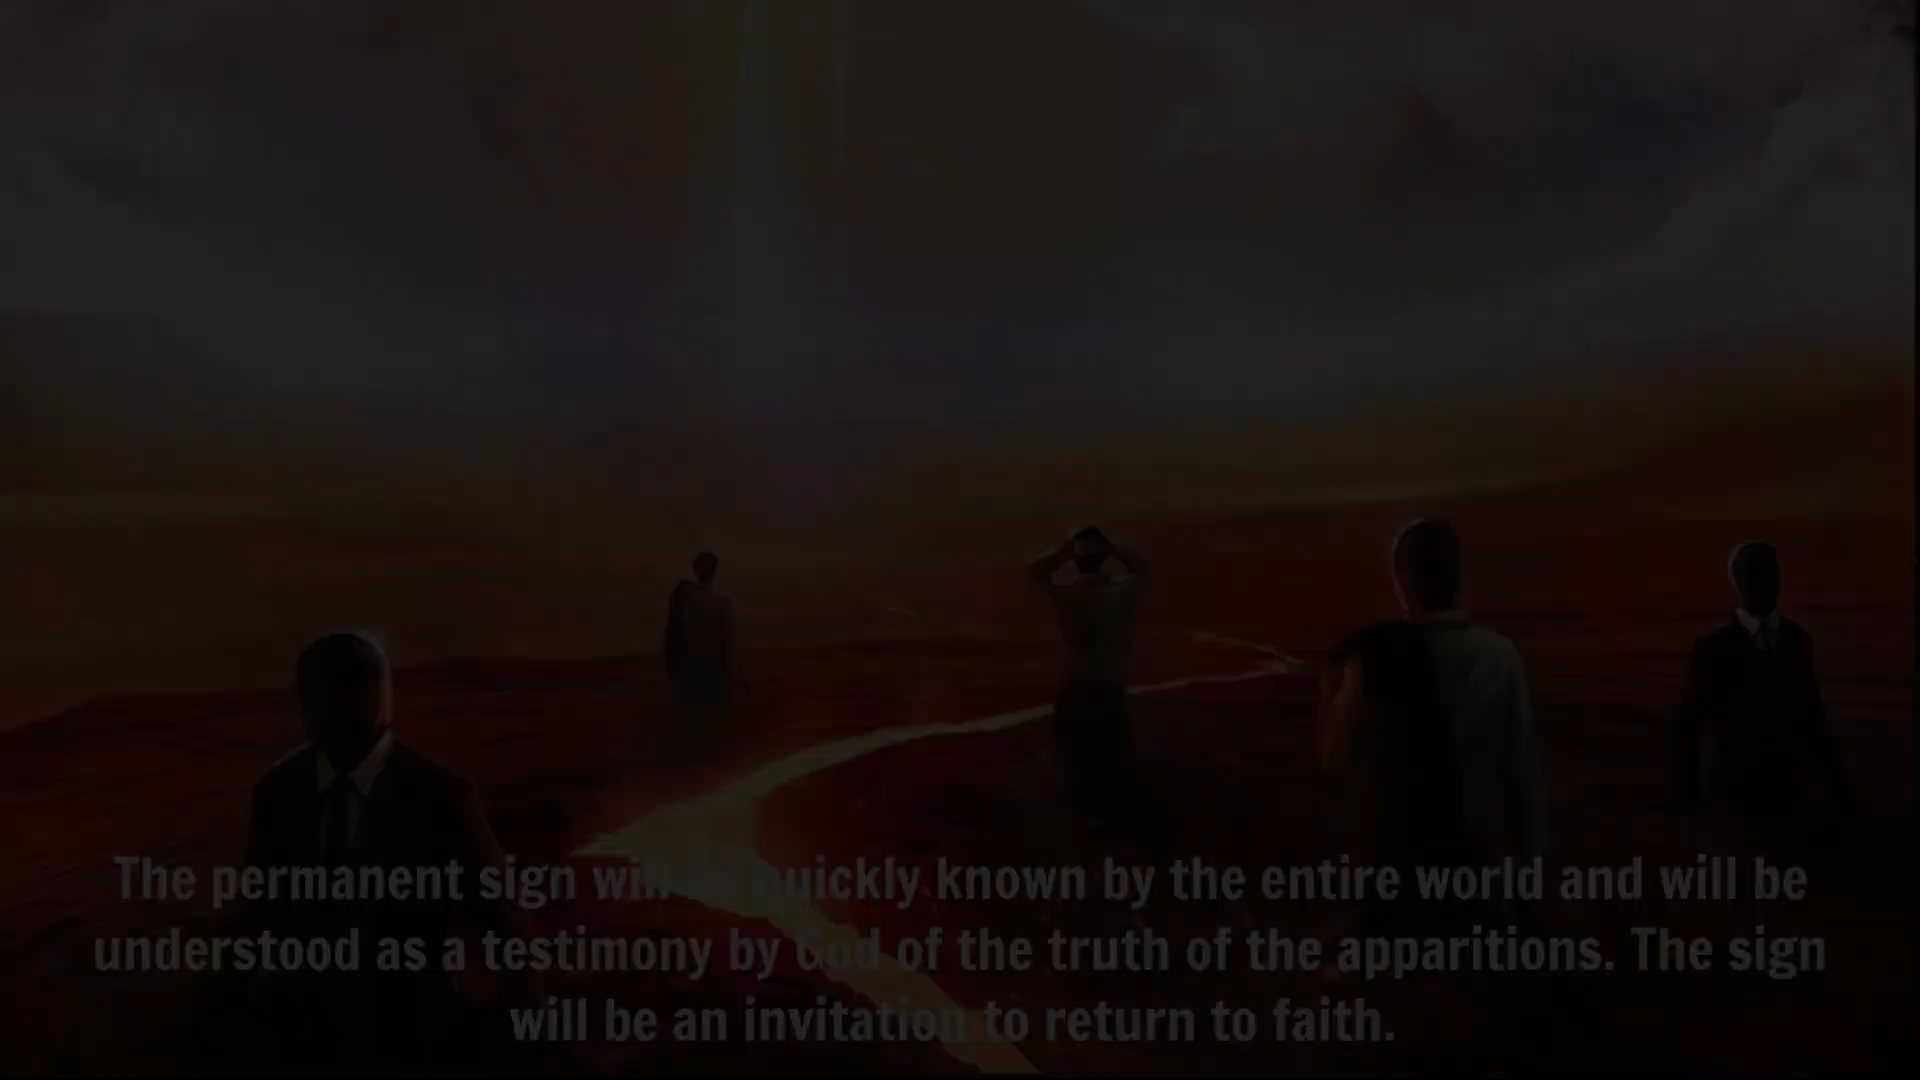 The permanent sign will be quickly known by the entire world and will be
understood as a testimony by God of the truth of the apparitions. The sign
will be an invitation to return to faith.